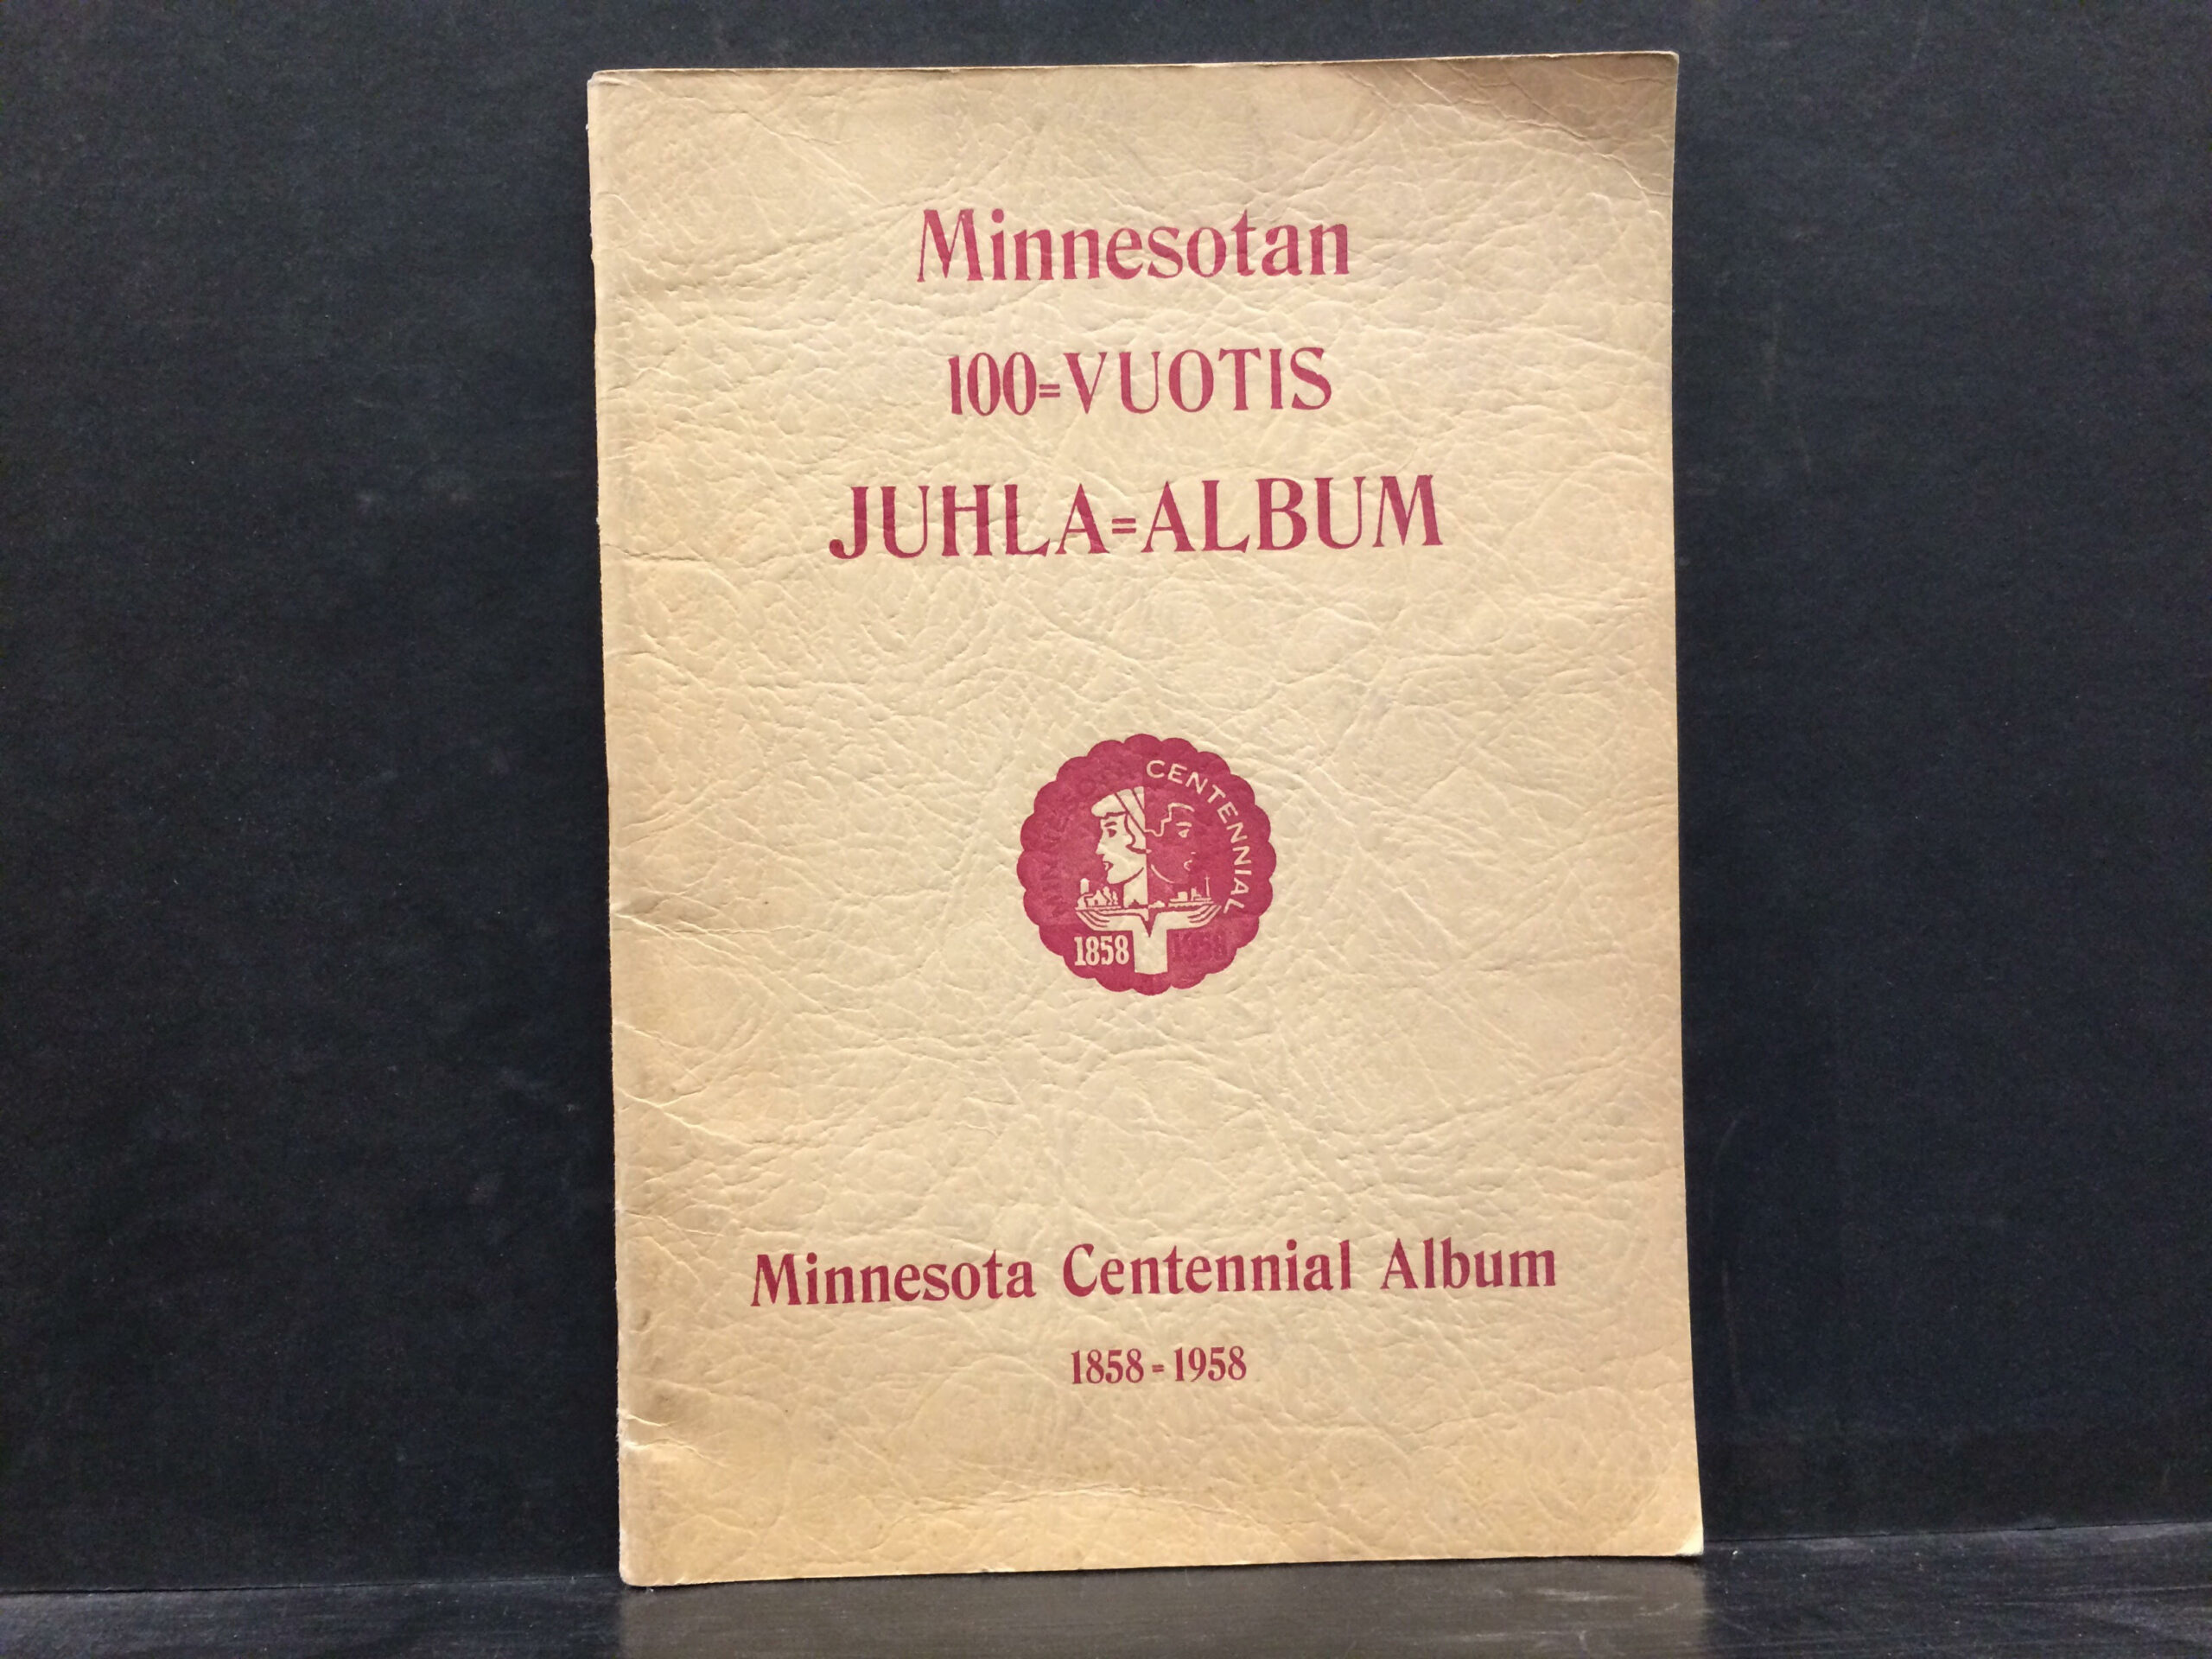 Minnesotan
100=VUOTIS
JUHLA=ALBUM
MINNESOTA CENTENNIAL
1858 1958
Minnesota Centennial Album
1858=1958